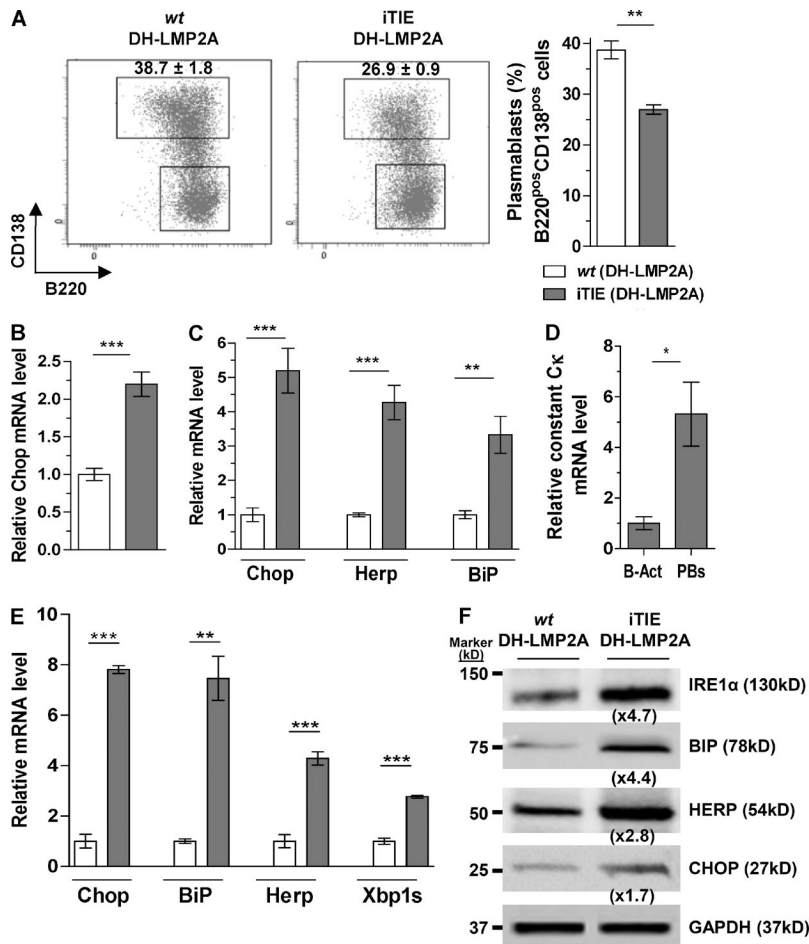 A
wt
DH-LMP2A
iTIE
DH-LMP2A
38.7 ± 1.8
26.9 ± 0.9
0
0
0
0
CD138
B220
**
Plasmablasts (%)
B220posCD138pos cells
40
30
20
10
0
wt (DH-LMP2A)
iTIE (DH-LMP2A)
B
***
Relative Chop mRNA level
2.5
2.0
1.5
1.0
0.5
0.0
C
*** *** **
Relative mRNA level
6
5
4
3
2
1
0
Chop Herp BiP
D
*
Relative constant Cκ
mRNA level
8
6
4
2
0
B-Act PBs
E
*** ** *** ***
Relative mRNA level
10
8
6
4
2
0
Chop BiP Herp Xbp1s
F
wt
DH-LMP2A
iTIE
DH-LMP2A
Marker
(kD)
150
IRE1α (130kD)
(x4.7)
75
BIP (78kD)
(x4.4)
50
HERP (54kD)
(x2.8)
25
CHOP (27kD)
(x1.7)
37
GAPDH (37kD)